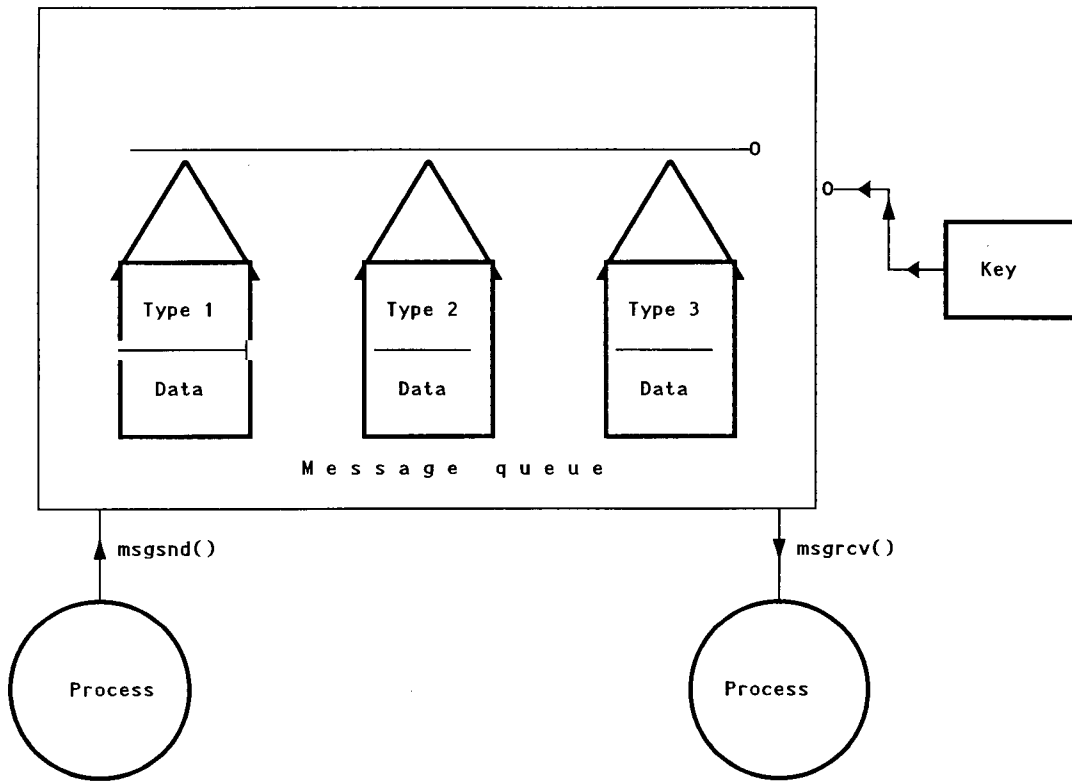 Key
Type 1
Type 2
Type 3
Data
Data
Data
Message queue
msgsnd()
msgrcv()
Process
Process